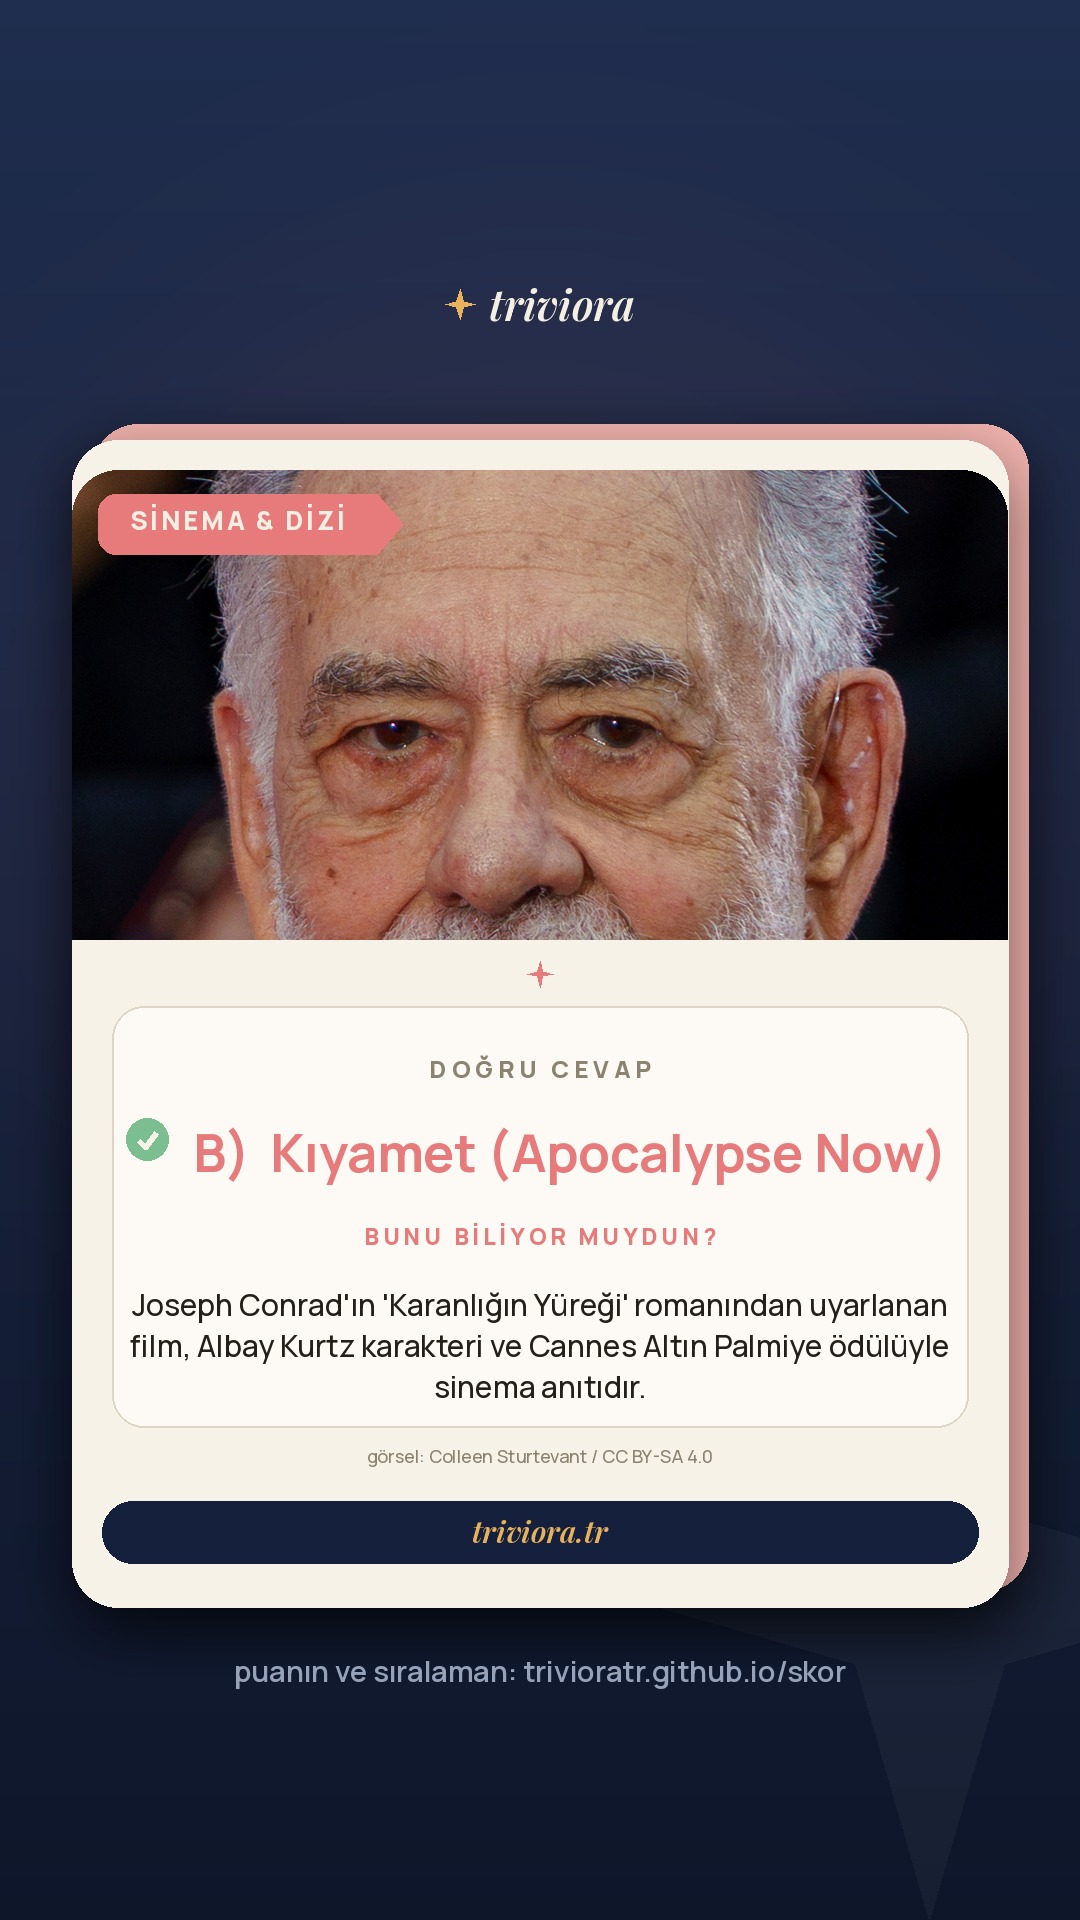 triviora
SİNEMA & DİZİ
DOĞRU CEVAP
B) Kıyamet (Apocalypse Now)
BUNU BİLİYOR MUYDUN?
Joseph Conrad'ın 'Karanlığın Yüreği' romanından uyarlanan
film, Albay Kurtz karakteri ve Cannes Altın Palmiye ödülüyle
sinema anıtıdır.
görsel: Colleen Sturtevant / CC BY-SA 4.0
triviora.tr
puanın ve sıralaman: trivioratr.github.io/skor